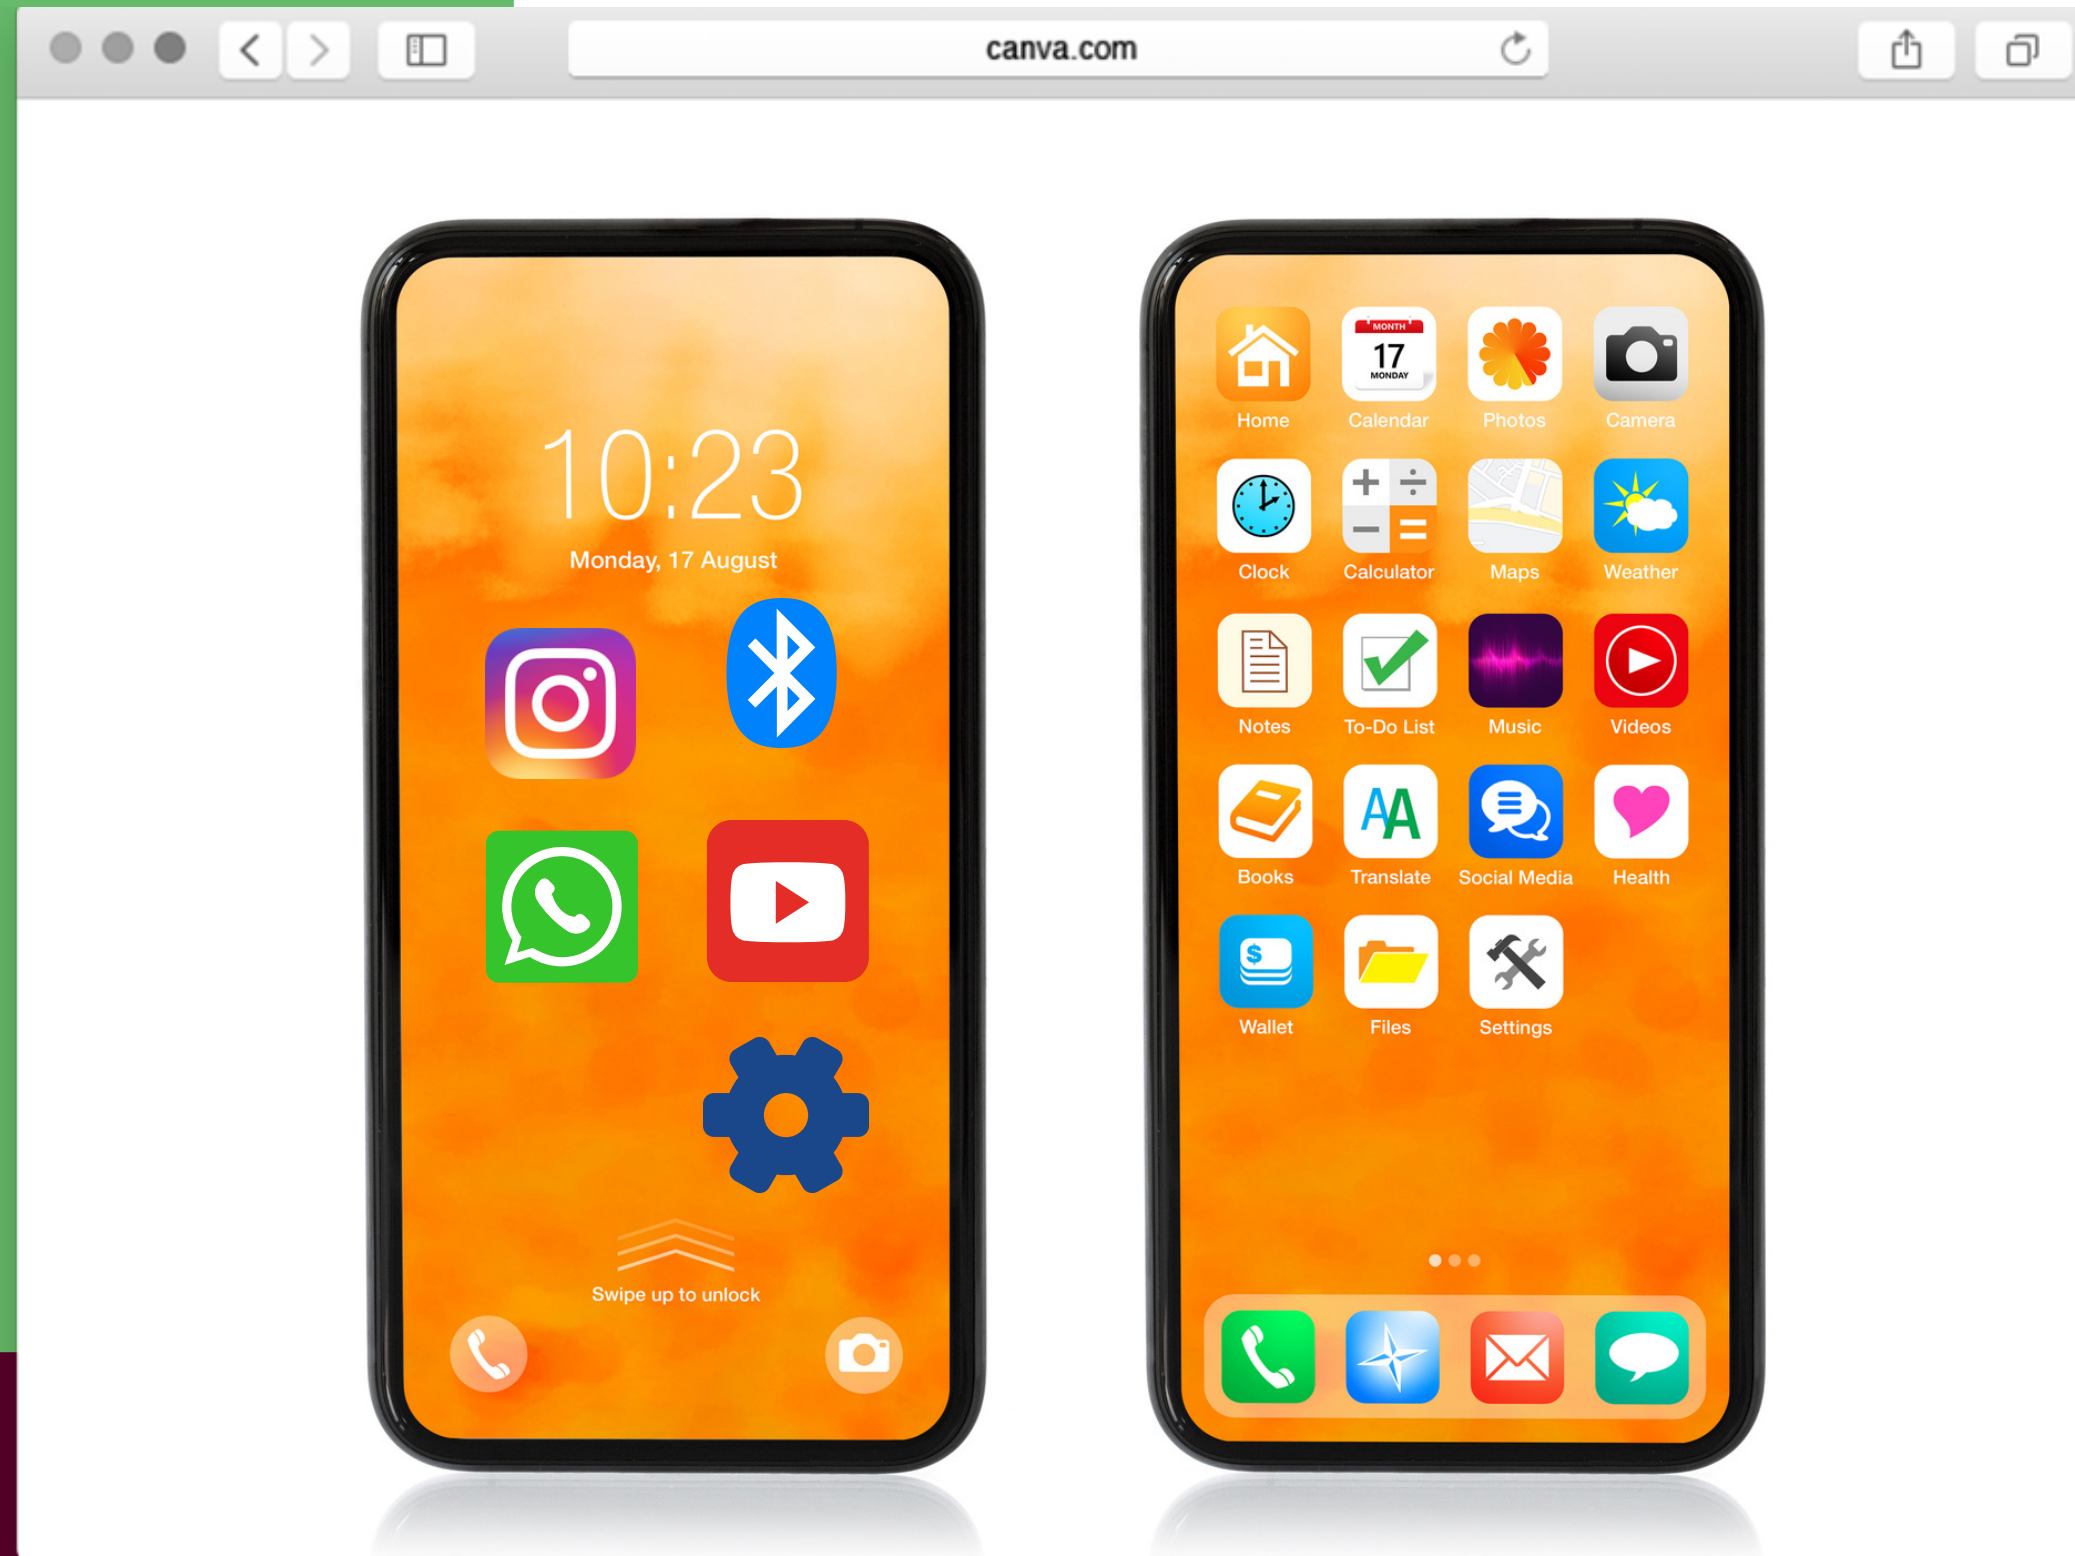 canva.com
10:23
Monday, 17 August
Swipe up to unlock
MONTH
17
MONDAY
Home Calendar Photos Camera
Clock Calculator Maps Weather
Notes To-Do List Music Videos
AA
Books Translate Social Media Health
$
Wallet Files Settings